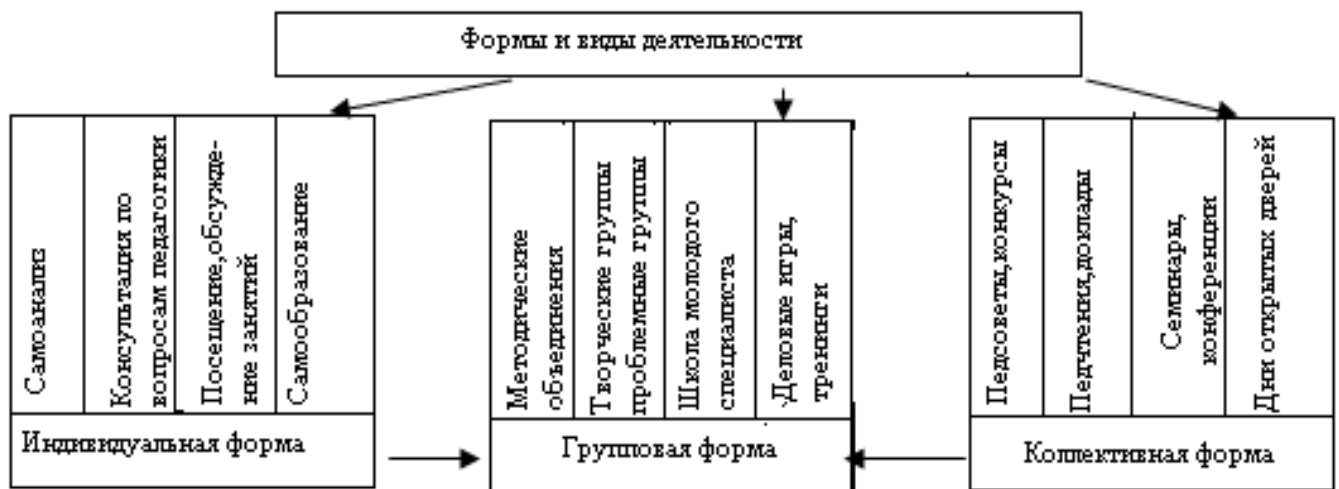 Формы и виды деятельности
Самоанализ
Консультация по
вопросам педагогики
Посещение,обсужде-
ние занятий
Самообразование
Индивидуальная форма
Методические
объединения
Творческие группы
проблемные группы
Школа молодого
специалиста
Деловые игры,
тренинги
Групповая форма
Педсоветы,конкурсы
Педчтения,доклады
Семинары,
конференции
Дни открытых дверей
Коллективная форма